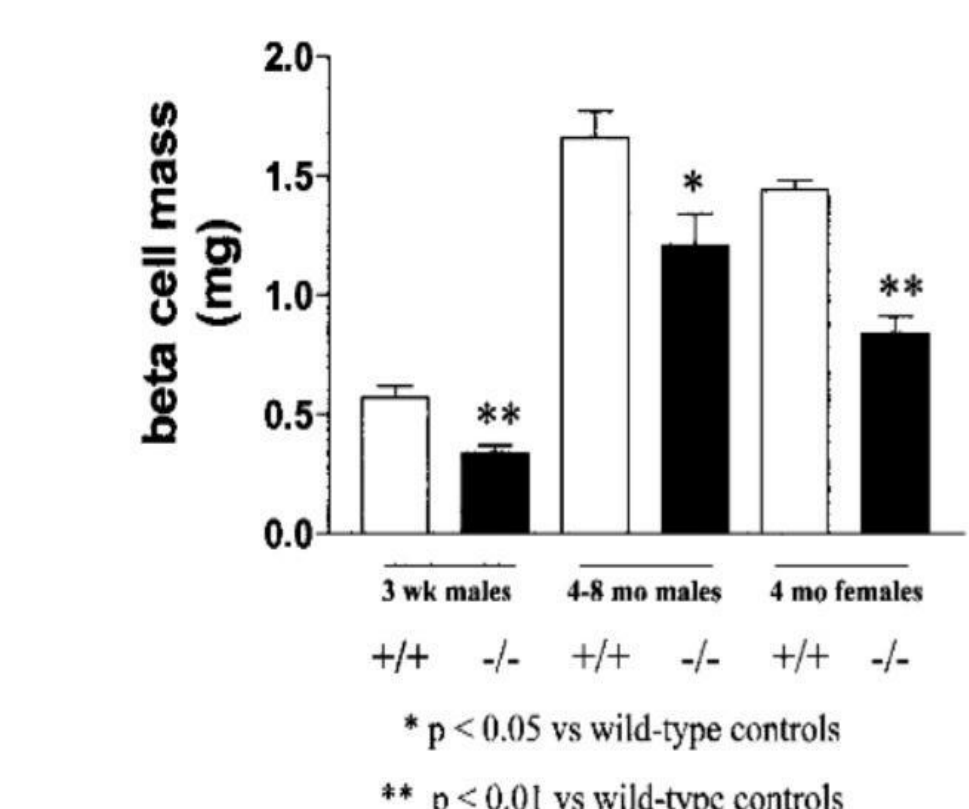 beta cell mass
(mg)
2.0
1.5
1.0
0.5
0.0
*
**
**
3 wk males 4-8 mo males 4 mo females
+/+ -/- +/+ -/- +/+ -/-
* p < 0.05 vs wild-type controls
** p < 0.01 vs wild-type controls